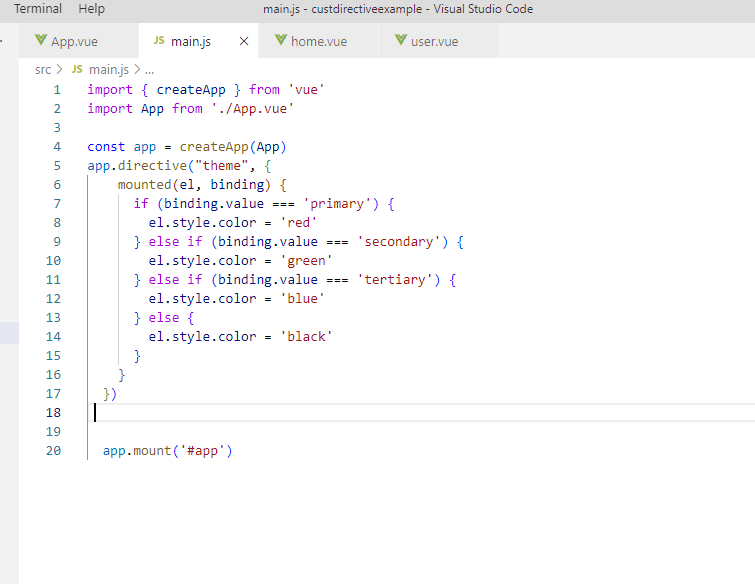 Terminal Help main.js - custdirectiveexample - Visual Studio Code
App.vue JS main.js × home.vue user.vue
src > JS main.js > ...
1 import { createApp } from 'vue'
2 import App from './App.vue'
3
4 const app = createApp(App)
5 app.directive("theme", {
6 mounted(el, binding) {
7 if (binding.value === 'primary') {
8 el.style.color = 'red'
9 } else if (binding.value === 'secondary') {
10 el.style.color = 'green'
11 } else if (binding.value === 'tertiary') {
12 el.style.color = 'blue'
13 } else {
14 el.style.color = 'black'
15 }
16 }
17 })
18
19
20 app.mount('#app')